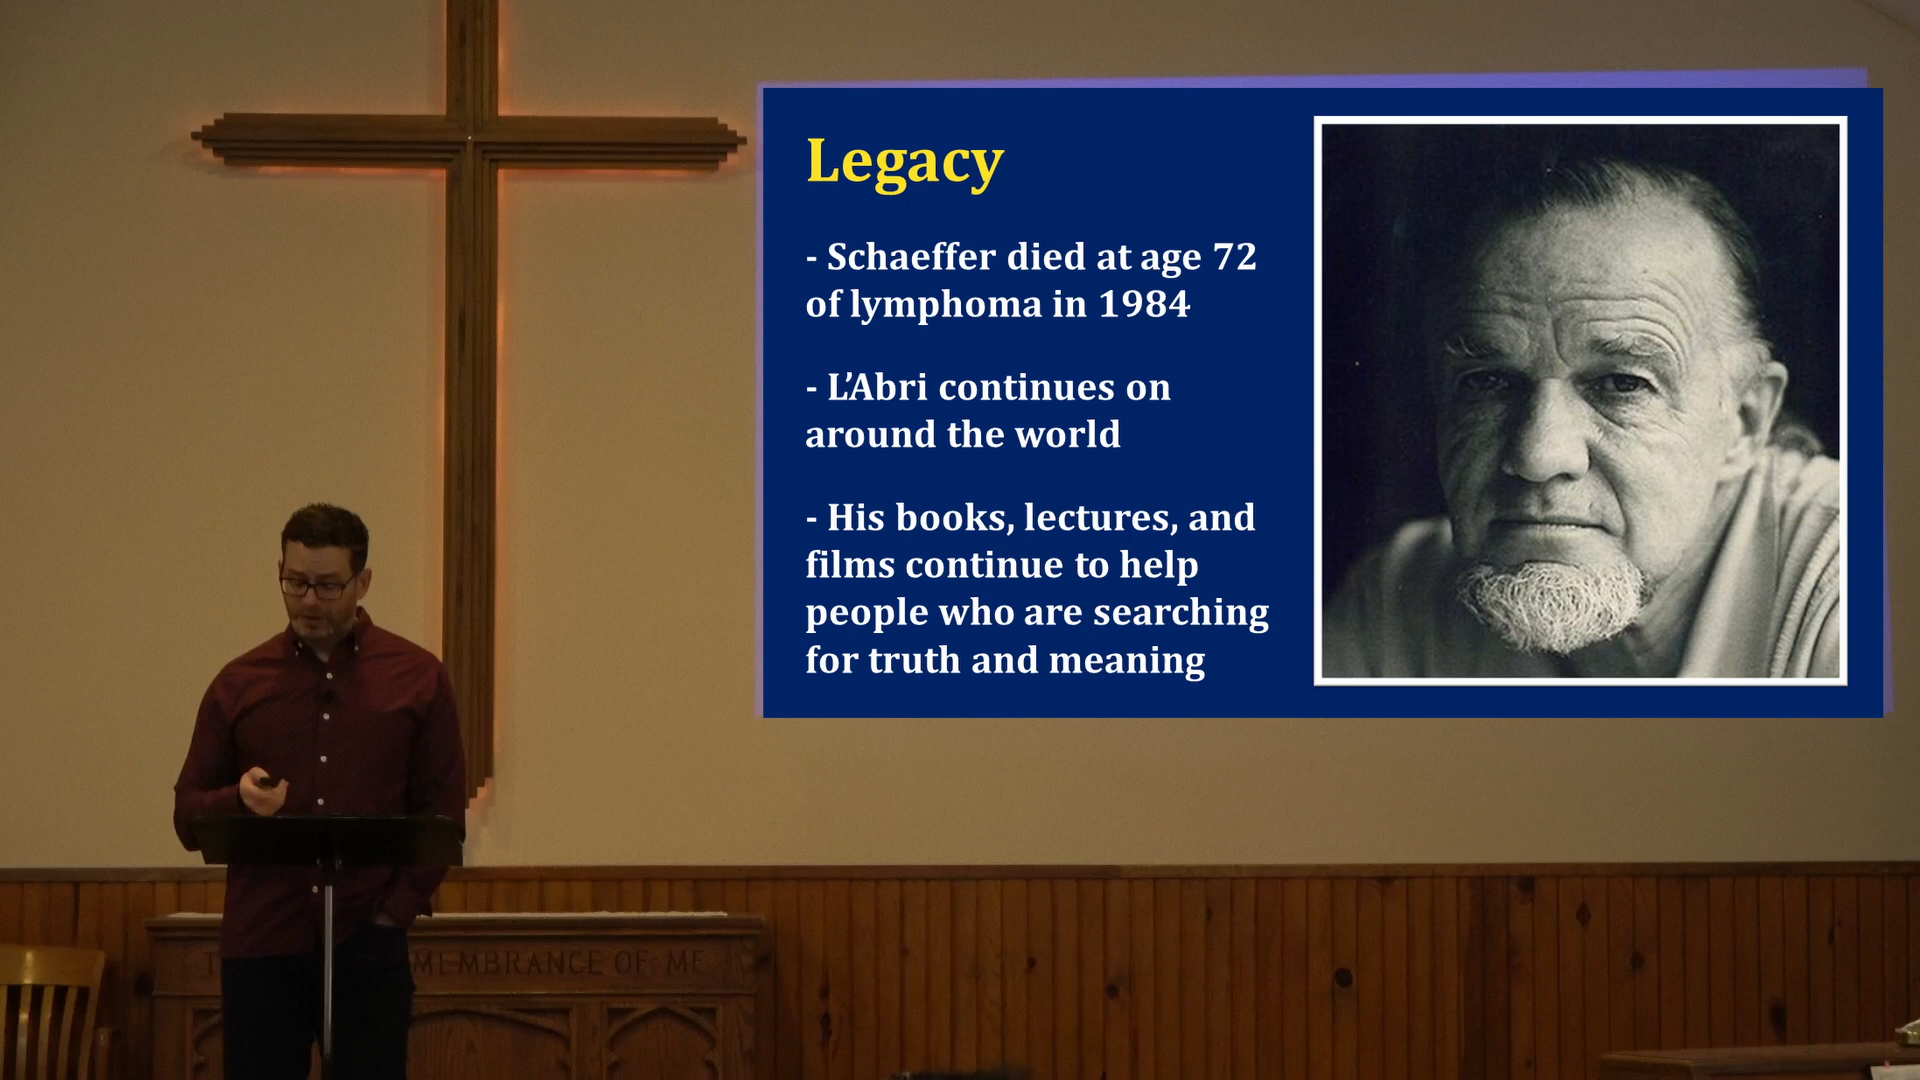 Legacy
- Schaeffer died at age 72
of lymphoma in 1984
- L’Abri continues on
around the world
- His books, lectures, and
films continue to help
people who are searching
for truth and meaning
MEMBRANCE OF ME